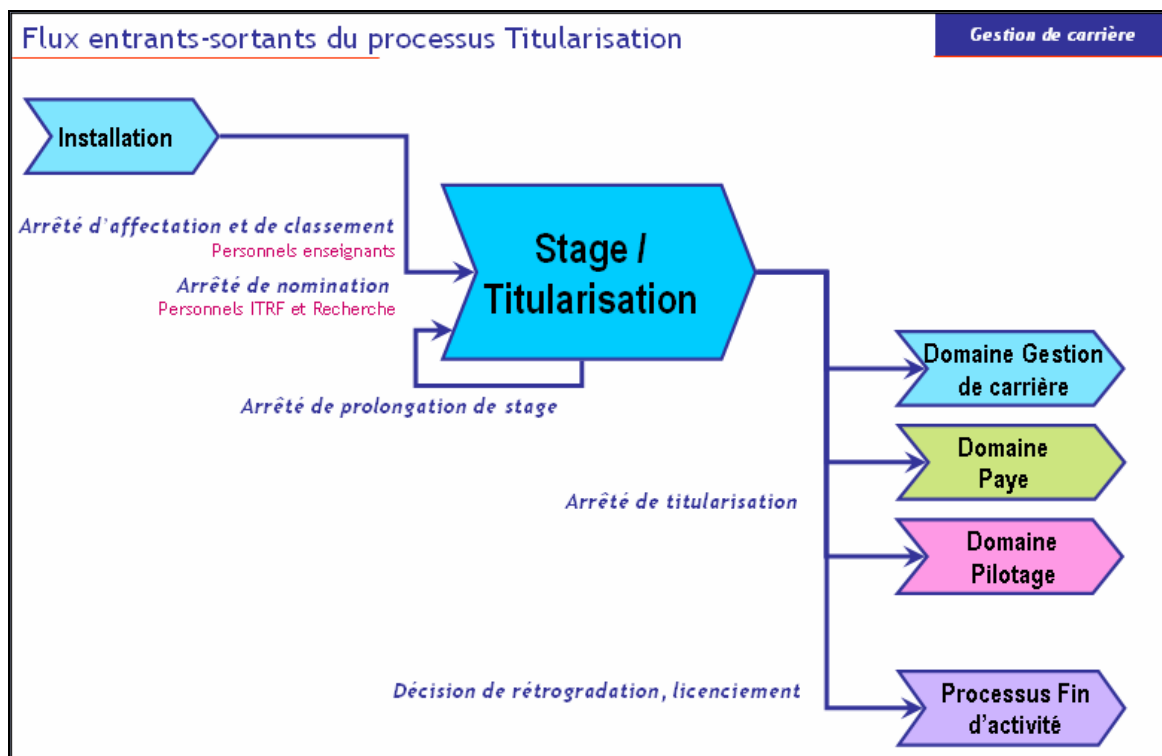 Flux entrants-sortants du processus Titularisation
Gestion de carrière
Installation
Arrêté d'affectation et de classement
Personnels enseignants
Arrêté de nomination
Personnels ITRF et Recherche
Stage /
Titularisation
Arrêté de prolongation de stage
Domaine Gestion
de carrière
Domaine
Paye
Arrêté de titularisation
Domaine
Pilotage
Décision de rétrogradation, licenciement
Processus Fin
d'activité